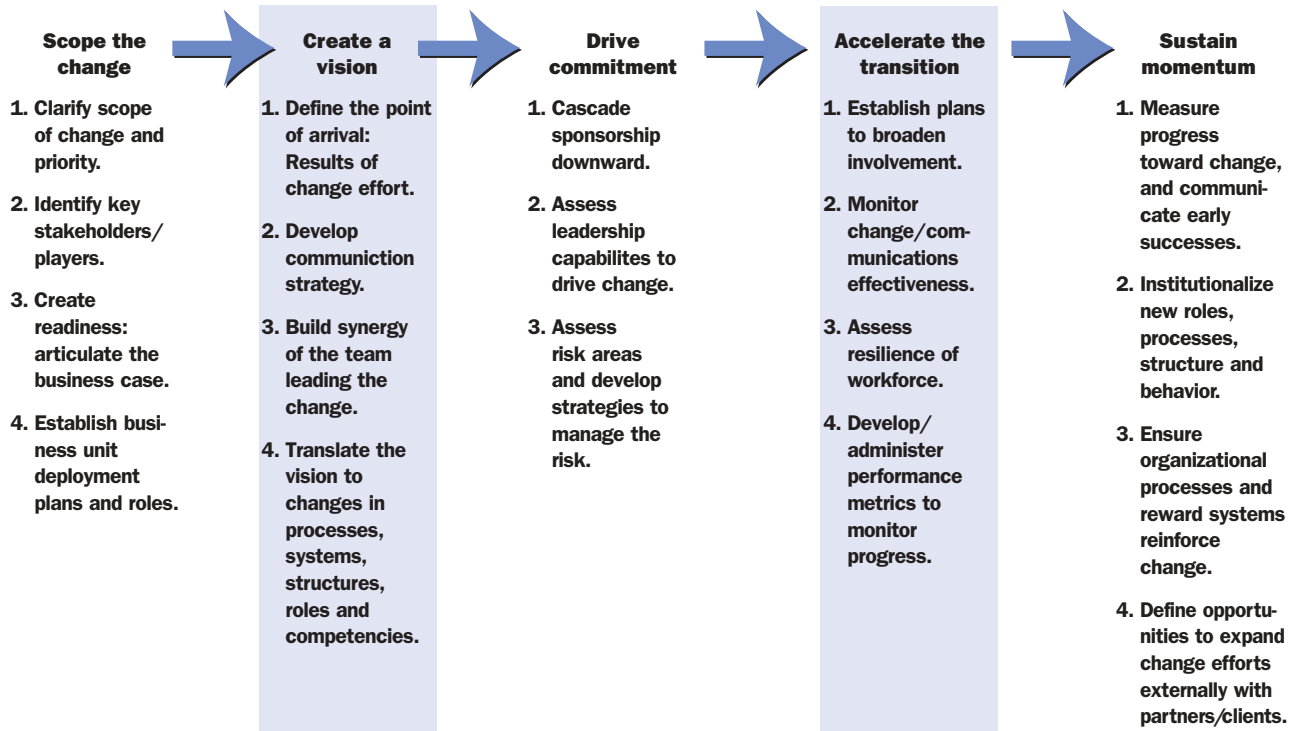 Scope the
change
1. Clarify scope
of change and
priority.
2. Identify key
stakeholders/
players.
3. Create
readiness:
articulate the
business case.
4. Establish busi-
ness unit
deployment
plans and roles.
Create a
vision
1. Define the point
of arrival:
Results of
change effort.
2. Develop
communiction
strategy.
3. Build synergy
of the team
leading the
change.
4. Translate the
vision to
changes in
processes,
systems,
structures,
roles and
competencies.
Drive
commitment
1. Cascade
sponsorship
downward.
2. Assess
leadership
capabilites to
drive change.
3. Assess
risk areas
and develop
strategies to
manage the
risk.
Accelerate the
transition
1. Establish plans
to broaden
involvement.
2. Monitor
change/com-
munications
effectiveness.
3. Assess
resilience of
workforce.
4. Develop/
administer
performance
metrics to
monitor
progress.
Sustain
momentum
1. Measure
progress
toward change,
and communi-
cate early
successes.
2. Institutionalize
new roles,
processes,
structure and
behavior.
3. Ensure
organizational
processes and
reward systems
reinforce
change.
4. Define opportu-
nities to expand
change efforts
externally with
partners/clients.